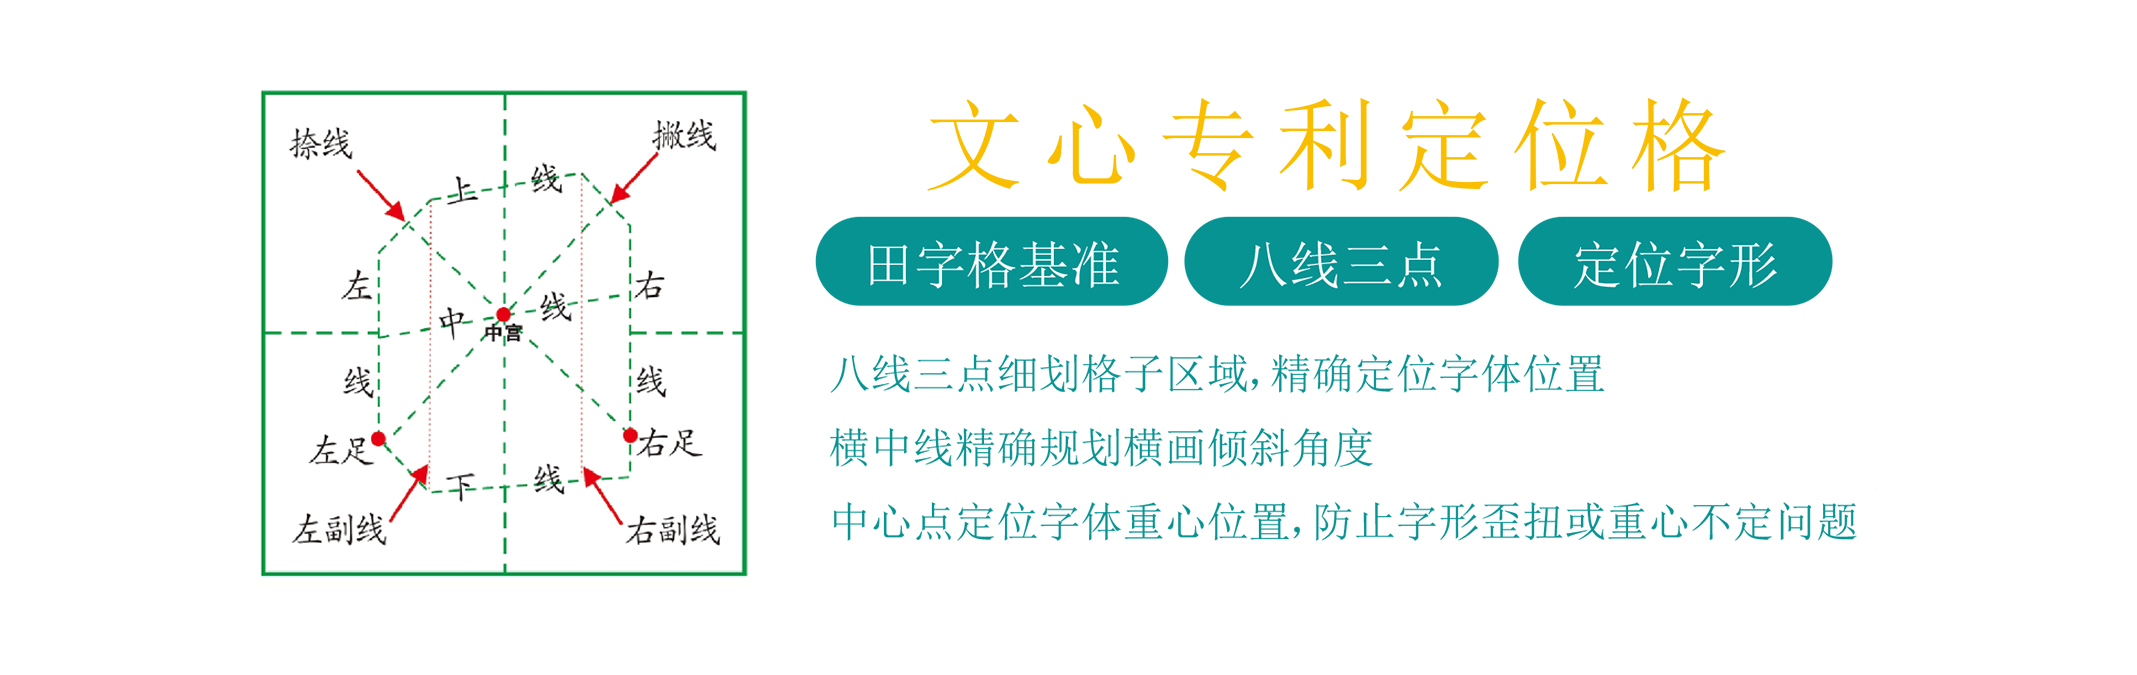 捺线
撇线
上线
左线
右线
中线
中宫
左足
右足
下线
左副线
右副线
文心专利定位格
田字格基准
八线三点
定位字形
八线三点细划格子区域,精确定位字体位置
横中线精确规划横画倾斜角度
中心点定位字体重心位置,防止字形歪扭或重心不定问题